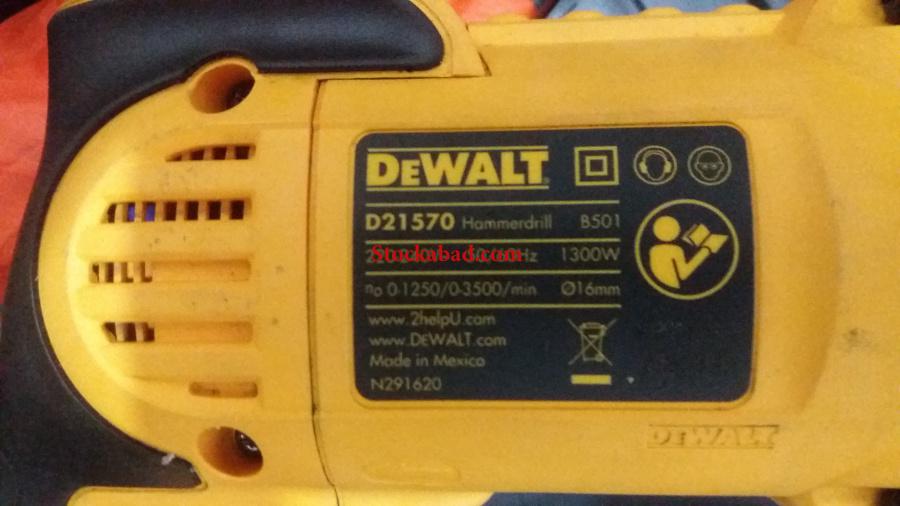 DEWALT
D21570 Hammerdrill B501
Stockabad.com
Hz 1300W
no 0-1250/0-3500/min Ø16mm
www.2helpU.com
www.DEWALT.com
Made in Mexico
N291620
DEWALT